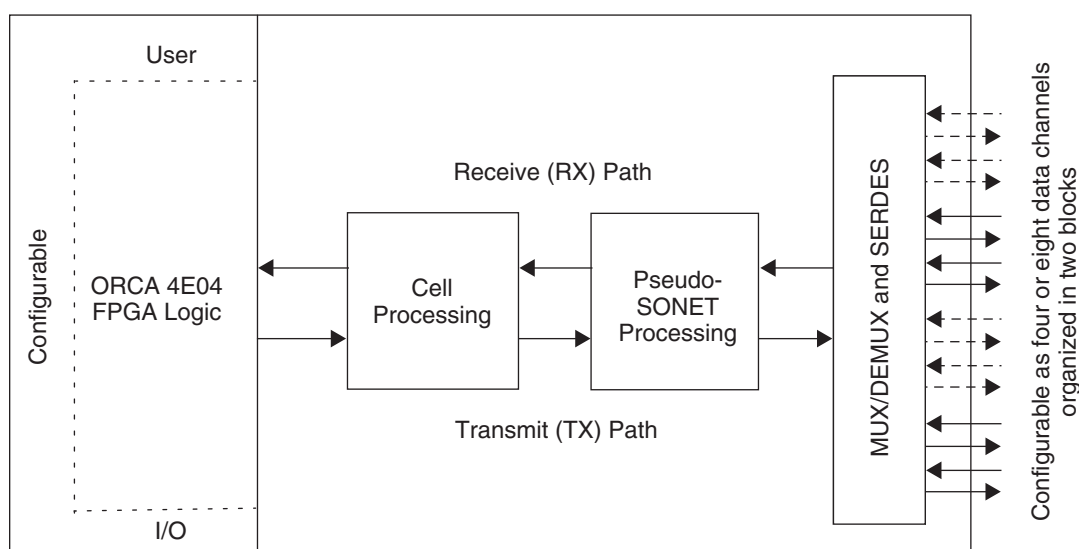 User
Configurable
ORCA 4E04
FPGA Logic
I/O
Receive (RX) Path
Cell
Processing
Pseudo-
SONET
Processing
Transmit (TX) Path
MUX/DEMUX and SERDES
Configurable as four or eight data channels
organized in two blocks